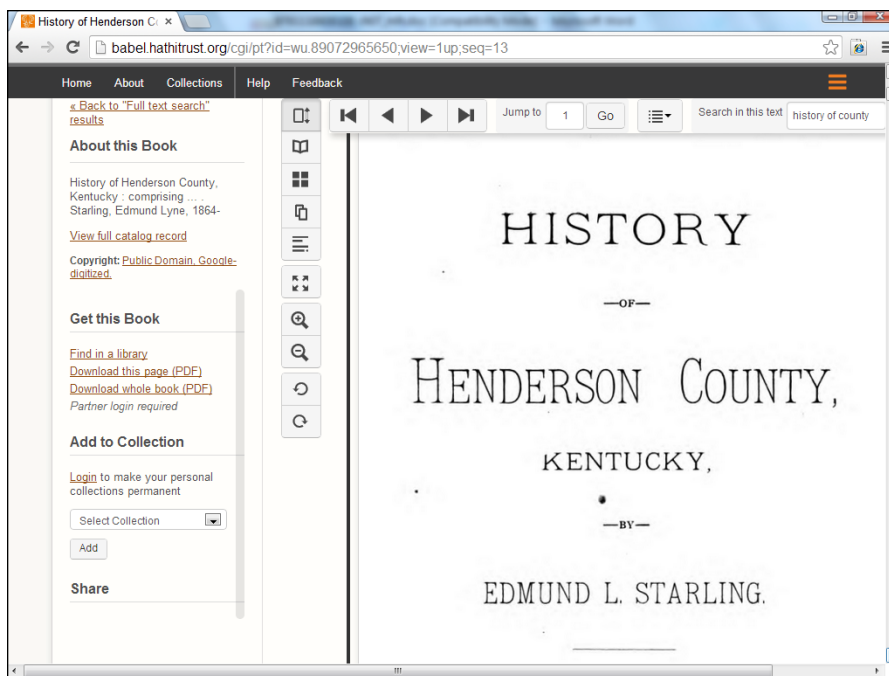 History of Henderson Co
babel.hathitrust.org/cgi/pt?id=wu.89072965650;view=1up;seq=13
Home About Collections Help Feedback
« Back to "Full text search"
results
About this Book
History of Henderson County,
Kentucky : comprising ... .
Starling, Edmund Lyne, 1864-
View full catalog record
Copyright: Public Domain, Google-
digitized.
Get this Book
Find in a library
Download this page (PDF)
Download whole book (PDF)
Partner login required
Add to Collection
Login to make your personal
collections permanent
Select Collection
Add
Share
Jump to 1 Go Search in this text history of county
HISTORY
—OF—
HENDERSON COUNTY,
KENTUCKY,
—BY—
EDMUND L. STARLING.